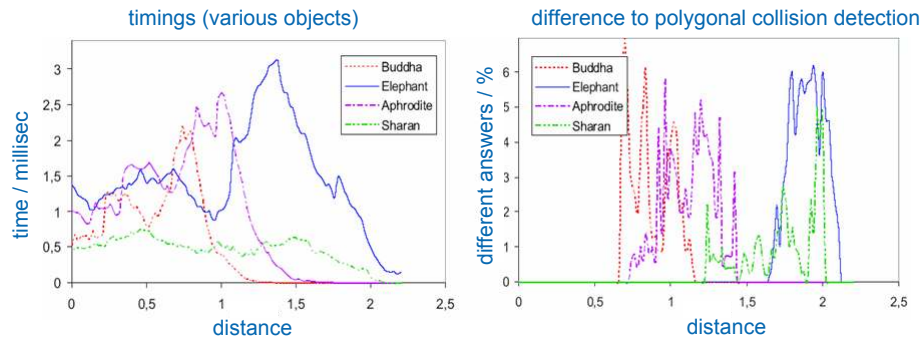 timings (various objects)
3
2,5
2
1,5
1
0,5
0
0
0,5
1
1,5
2
2,5
Buddha
Elephant
Aphrodite
Sharan
time / millisec
distance
difference to polygonal collision detection
6
5
4
3
2
1
0
0
0,5
1
1,5
2
2,5
Buddha
Elephant
Aphrodite
Sharan
different answers / %
distance